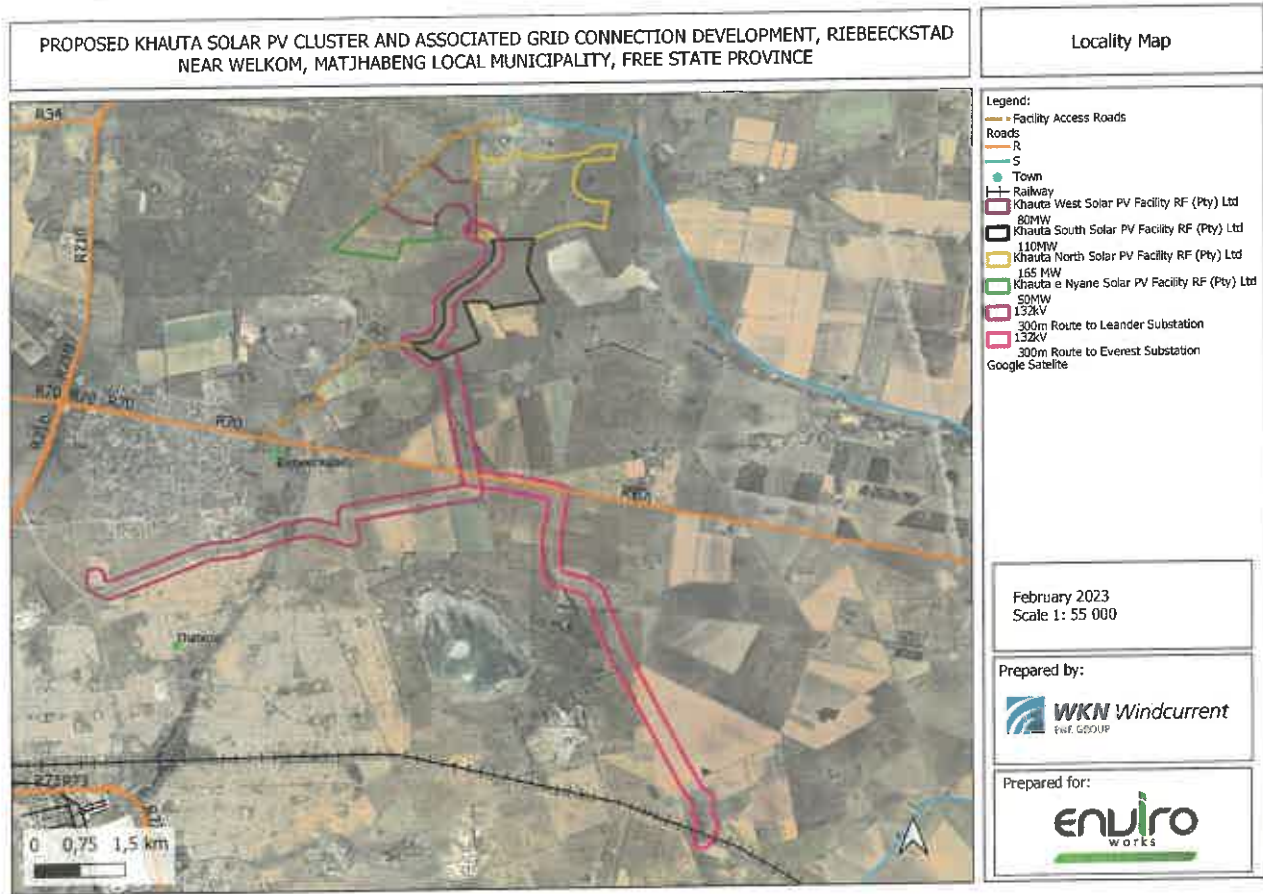 PROPOSED KHAUTA SOLAR PV CLUSTER AND ASSOCIATED GRID CONNECTION DEVELOPMENT, RIEBEECKSTAD
NEAR WELKOM, MATJHABENG LOCAL MUNICIPALITY, FREE STATE PROVINCE
Locality Map
Legend:
Facility Access Roads
Roads
R
S
Town
Railway
Khauta West Solar PV Facility RF (Pty) Ltd
80MW
Khauta South Solar PV Facility RF (Pty) Ltd
110MW
Khauta North Solar PV Facility RF (Pty) Ltd
165 MW
Khauta e Nyane Solar PV Facility RF (Pty) Ltd
50MW
132kV
300m Route to Leander Substation
132kV
300m Route to Everest Substation
Google Satelite
R34
R70
R70
R70
R73
0 0,75 1,5 km
February 2023
Scale 1: 55 000
Prepared by:
WKN Windcurrent
PNE GROUP
Prepared for:
enviro
works